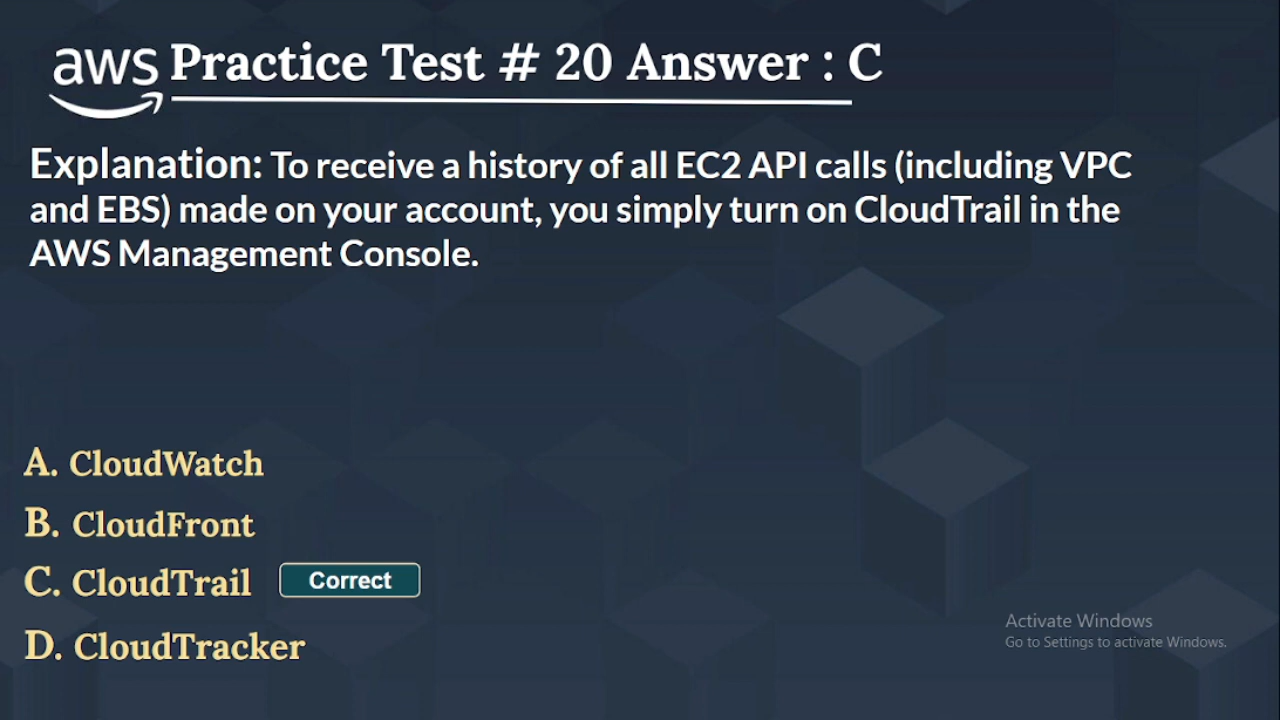 aws Practice Test # 20 Answer : C
Explanation: To receive a history of all EC2 API calls (including VPC
and EBS) made on your account, you simply turn on CloudTrail in the
AWS Management Console.
A. CloudWatch
B. CloudFront
C. CloudTrail Correct
D. CloudTracker
Activate Windows
Go to Settings to activate Windows.